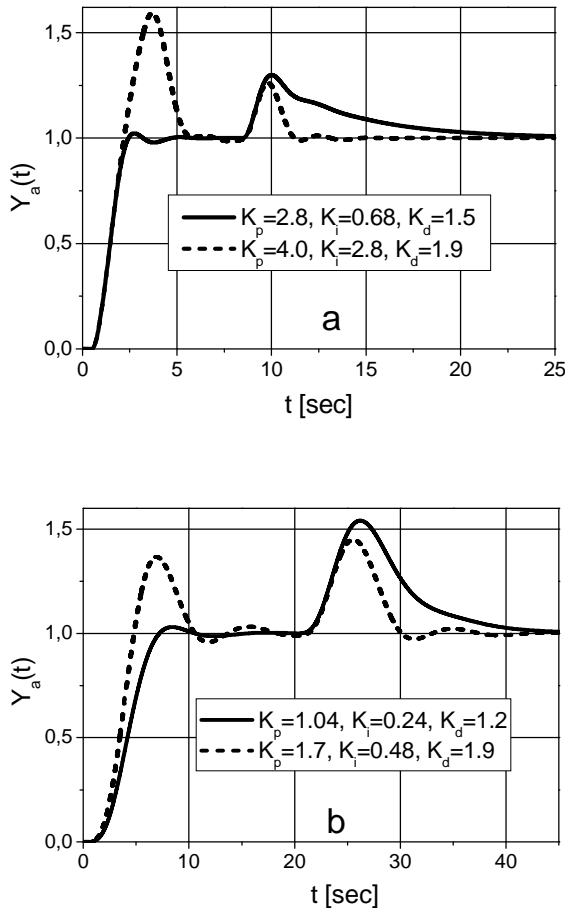 1,5
1,0
0,5
0,0
Y_a(t)
K_p=2.8, K_i=0.68, K_d=1.5
K_p=4.0, K_i=2.8, K_d=1.9
a
0 5 10 15 20 25
t [sec]
1,5
1,0
0,5
0,0
Y_a(t)
K_p=1.04, K_i=0.24, K_d=1.2
K_p=1.7, K_i=0.48, K_d=1.9
b
0 10 20 30 40
t [sec]